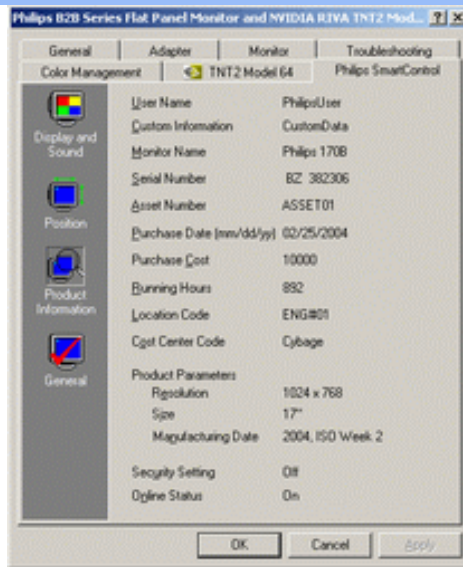 Philips B2B Series Flat Panel Monitor and NVIDIA RIVA TNT2 Mod...
General Adapter Monitor Troubleshooting
Color Management TNT2 Model 64 Philips SmartControl
Display and Sound
Position
Product Information
General
User Name PhilipsUser
Custom Information CustomData
Monitor Name Philips 170B
Serial Number BZ 382306
Asset Number ASSET01
Purchase Date (mm/dd/yy) 02/25/2004
Purchase Cost 10000
Running Hours 892
Location Code ENG#01
Cost Center Code Cybage
Product Parameters
Resolution 1024 x 768
Size 17"
Manufacturing Date 2004, ISO Week 2
Security Setting Off
Online Status On
OK Cancel Apply